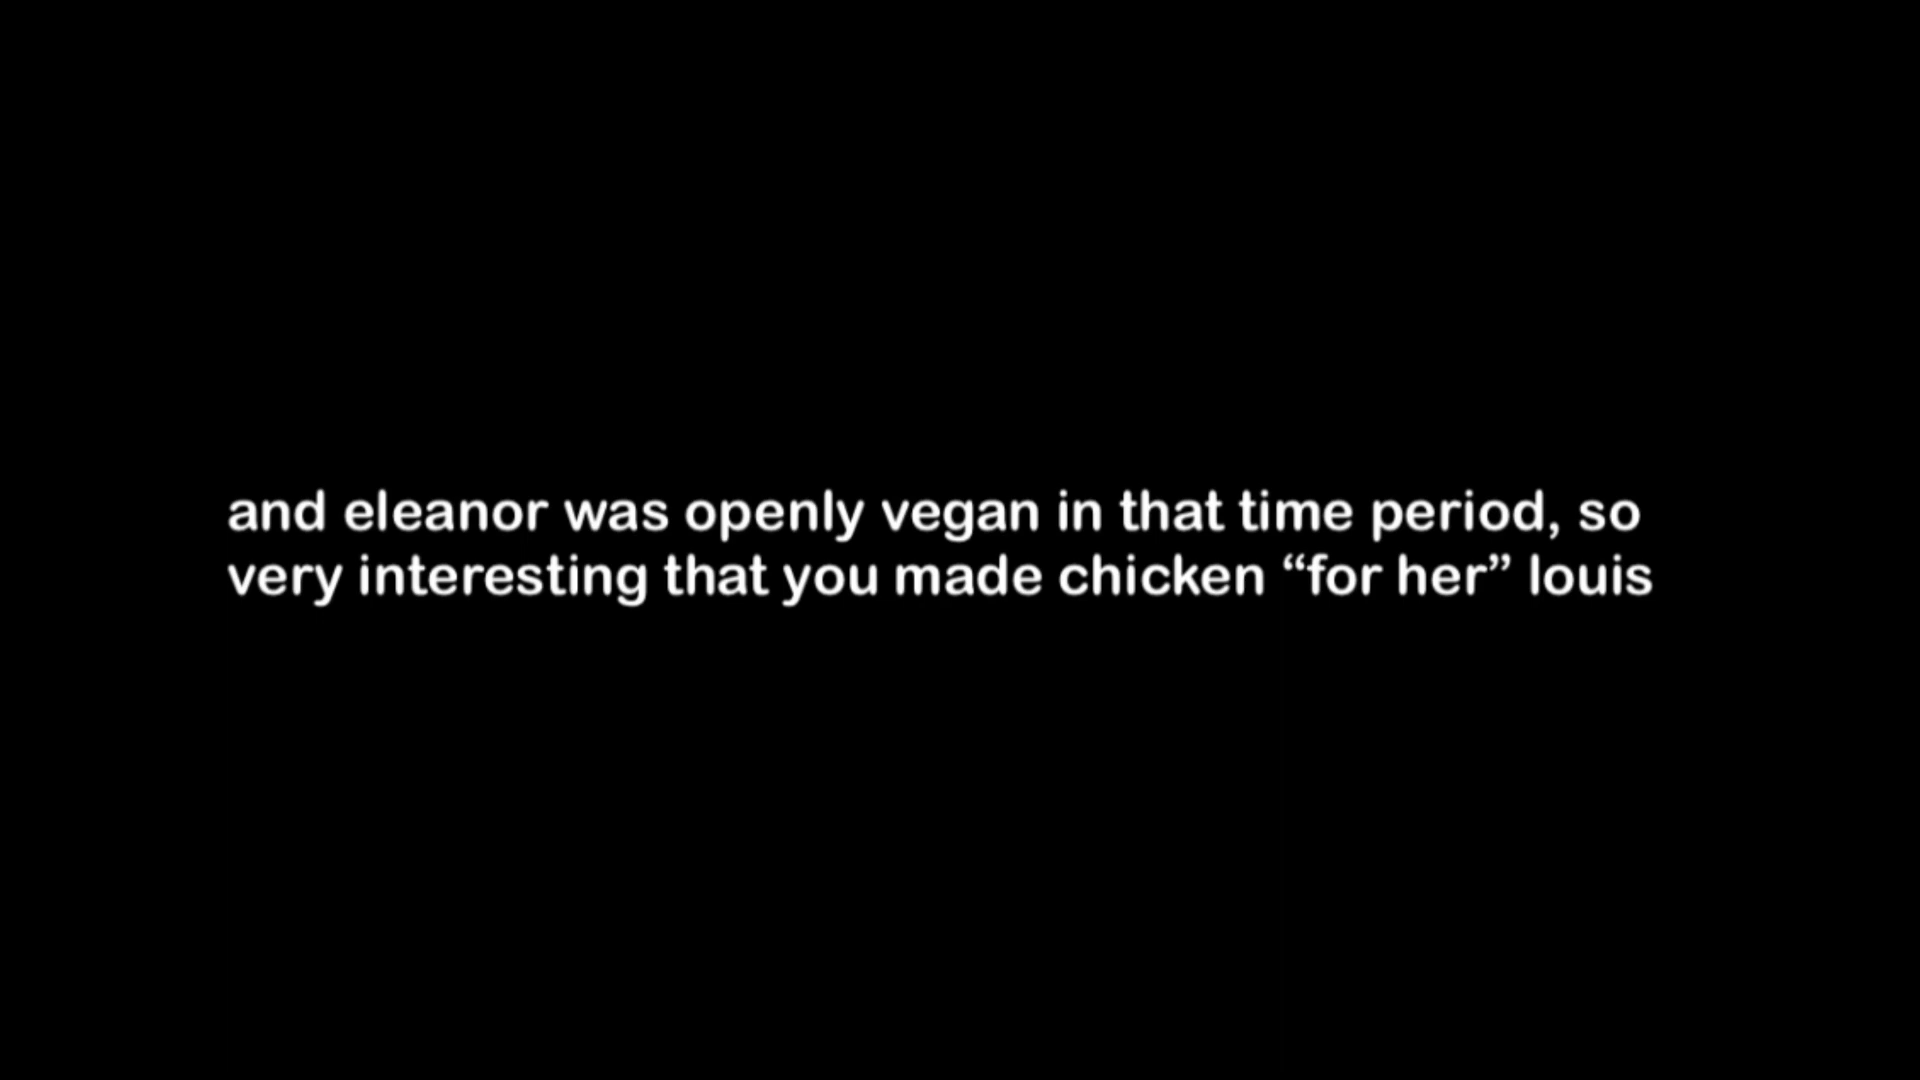 and eleanor was openly vegan in that time period, so
very interesting that you made chicken “for her” louis